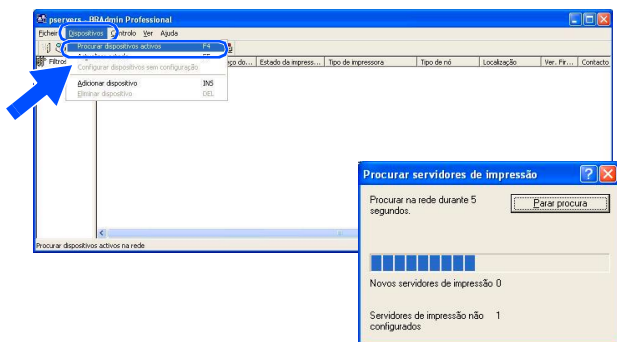 pservers - BRAdmin Professional
Ficheiro Dispositivos Controlo Ver Ajuda
Procurar dispositivos activos F4
Filtros
Configurar dispositivos sem configuração
Adicionar dispositivo INS
Eliminar dispositivo DEL
Estado da impress... Tipo de impressora Tipo de nó Localização Ver. Fir... Contacto
Procurar dispositivos activos na rede
Procurar servidores de impressão
Procurar na rede durante 5
segundos.
Parar procura
Novos servidores de impressão 0
Servidores de impressão não 1
configurados